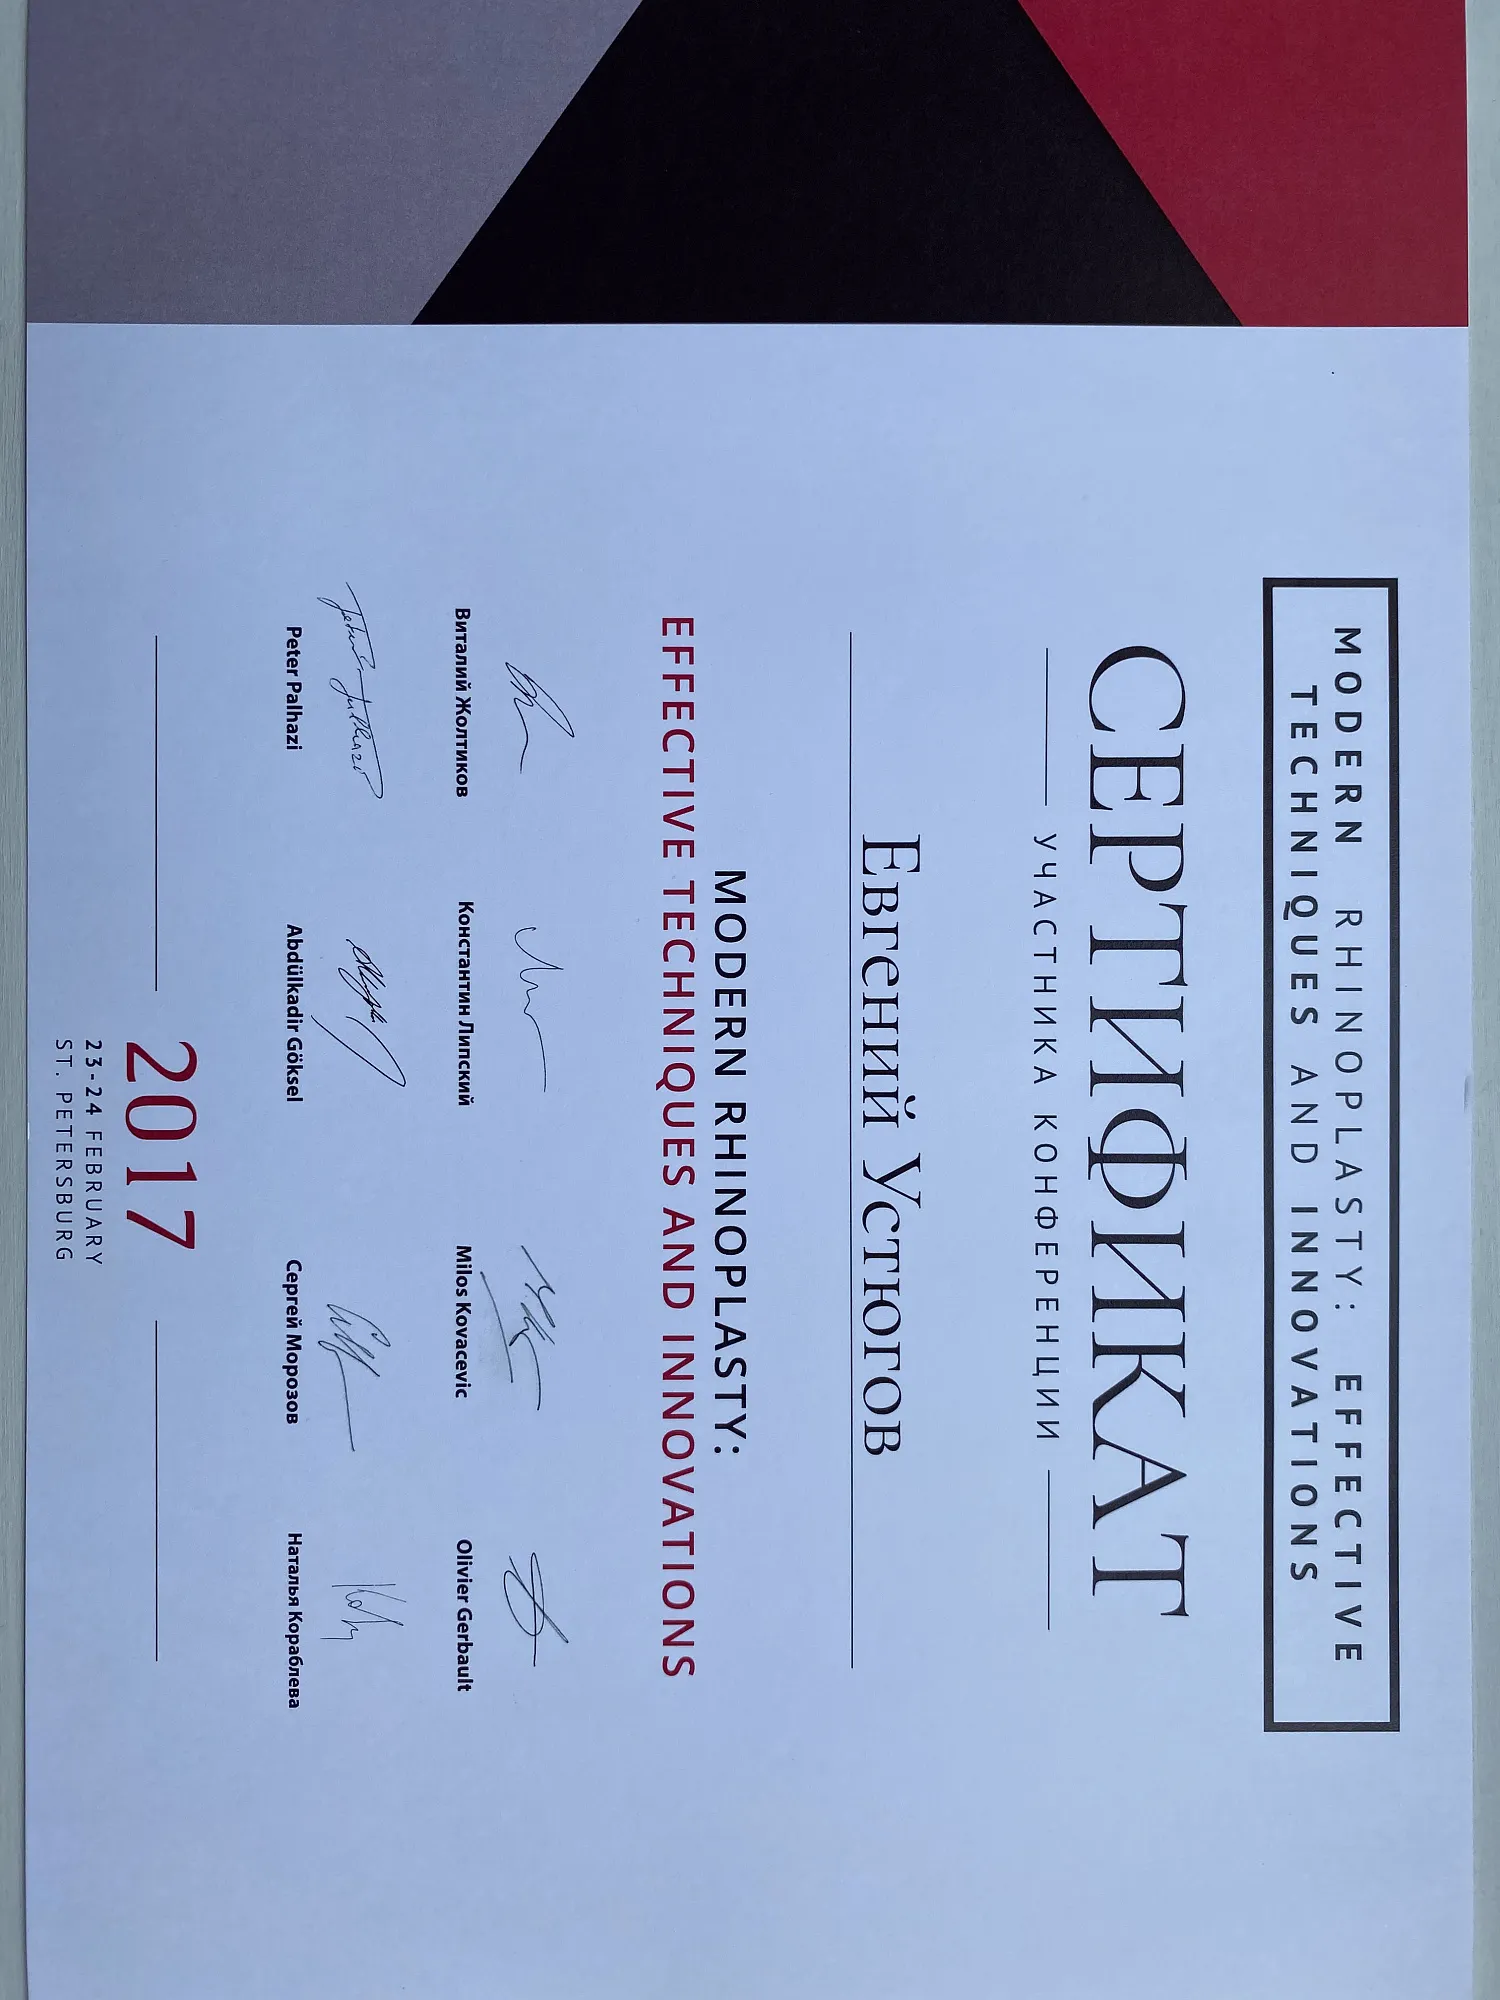 MODERN RHINOPLASTY: EFFECTIVE
TECHNIQUES AND INNOVATIONS
СЕРТИФИКАТ
УЧАСТНИКА КОНФЕРЕНЦИИ
Евгений Устюгов
MODERN RHINOPLASTY:
EFFECTIVE TECHNIQUES AND INNOVATIONS
Виталий Жолтиков Константин Липский Milos Kovacevic Olivier Gerbault
Peter Palhazi Abdülkadir Göksel Сергей Морозов Наталья Кораблева
2017
23-24 FEBRUARY
ST. PETERSBURG